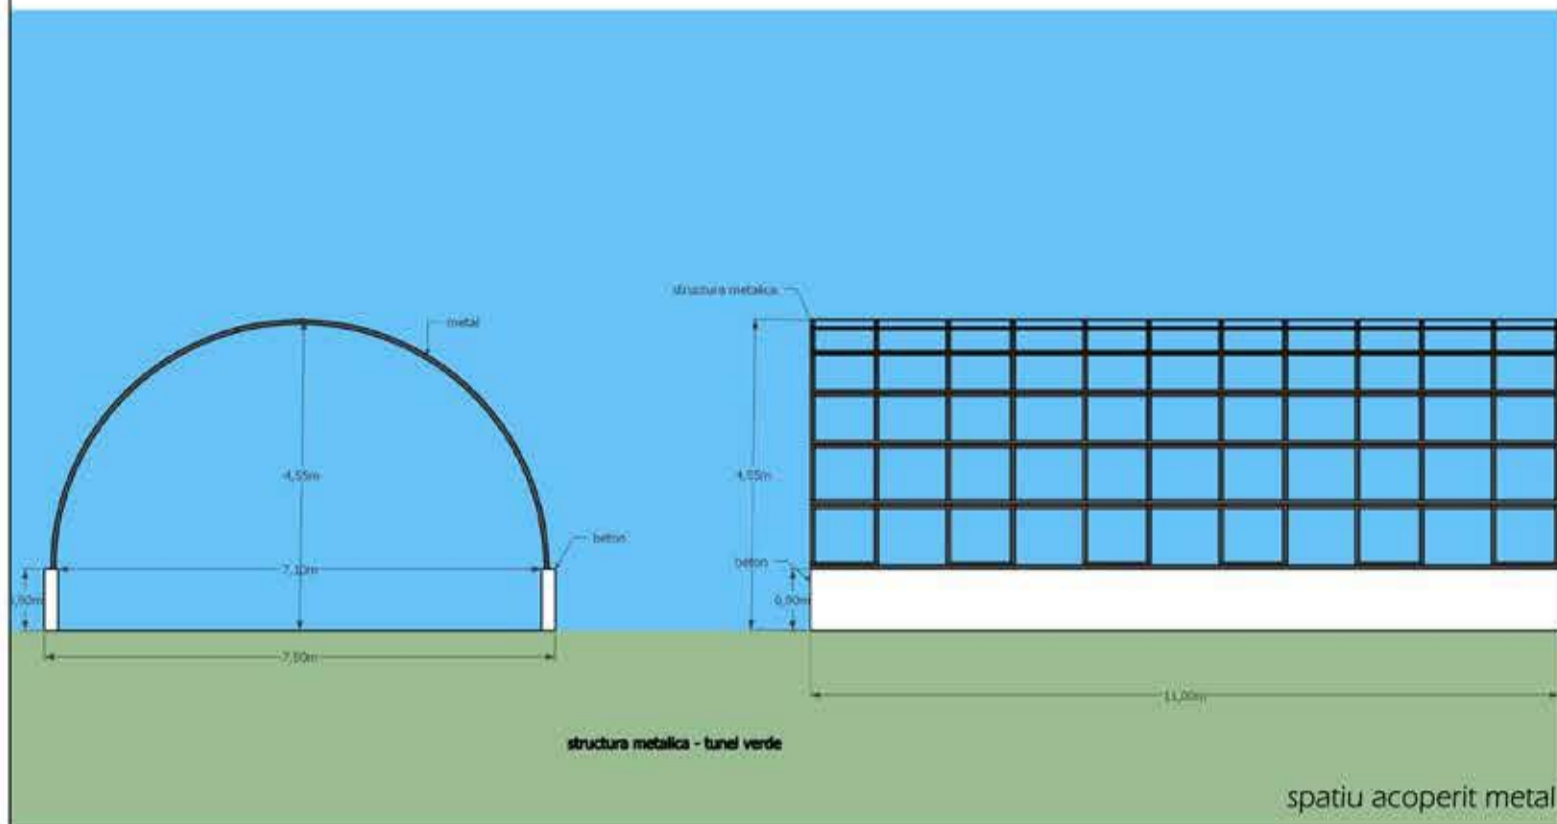 structura metalica
metal
4,55m
4,55m
beton
beton
7,10m
,90m
0,90m
7,50m
11,00m
structura metalica - tunel verde
spatiu acoperit metal